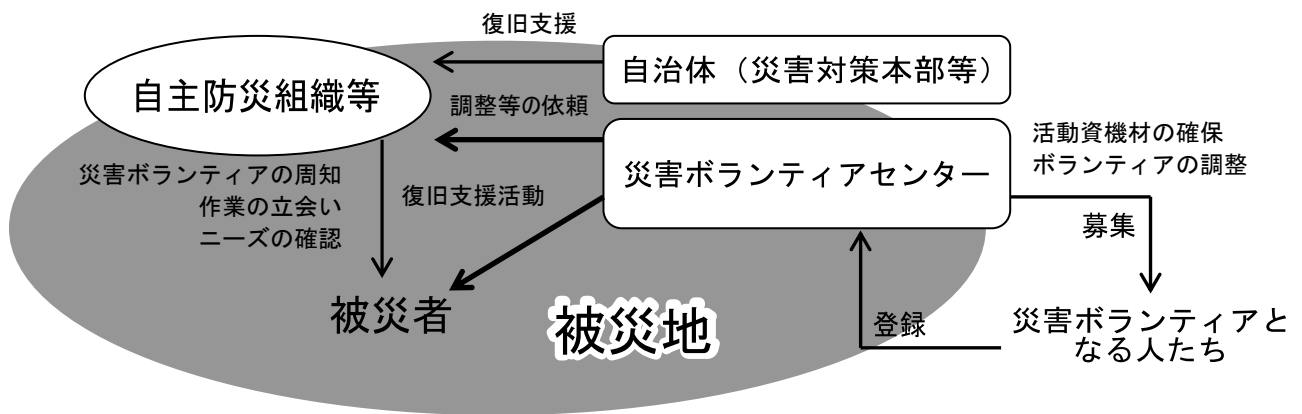 復旧支援
自治体（災害対策本部等）
自主防災組織等
調整等の依頼
活動資機材の確保
ボランティアの調整
災害ボランティアセンター
災害ボランティアの周知
作業の立会い
ニーズの確認
復旧支援活動
募集
被災者
被災地
登録
災害ボランティアと
なる人たち